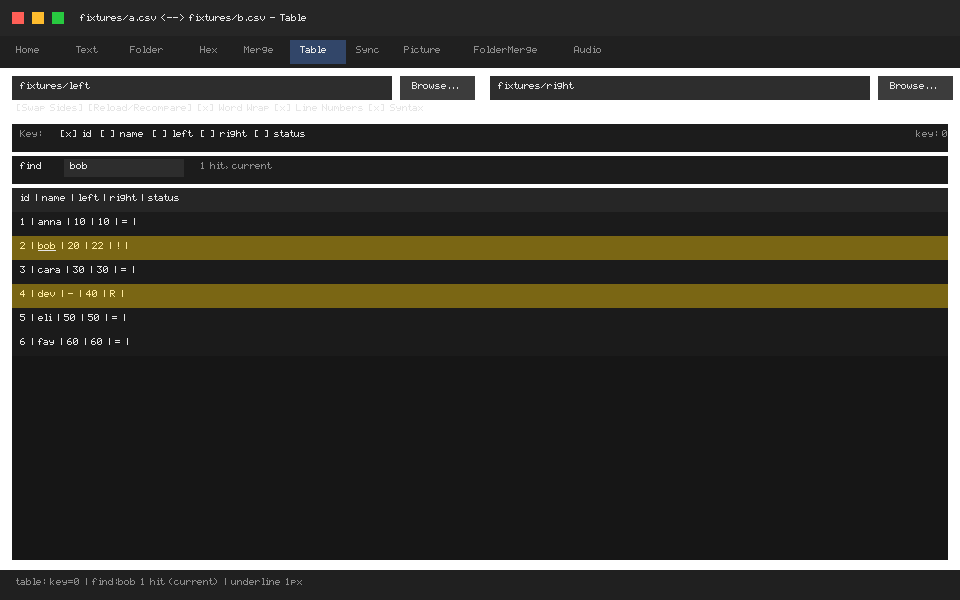 fixtures/a.csv <--> fixtures/b.csv - Table
Home Text Folder Hex Merge Table Sync Picture FolderMerge Audio
fixtures/left Browse... fixtures/right Browse...
[Swap Sides] [Reload/Recompare] [x] Word Wrap [x] Line Numbers [x] Syntax
Key: [x] id [ ] name [ ] left [ ] right [ ] status key:0
find bob 1 hit, current
id | name | left | right | status
1 | anna | 10 | 10 | = |
2 | bob | 20 | 22 | ! |
3 | cara | 30 | 30 | = |
4 | dev | - | 40 | R |
5 | eli | 50 | 50 | = |
6 | fay | 60 | 60 | = |
table: key=0 | find:bob 1 hit (current) | underline 1px